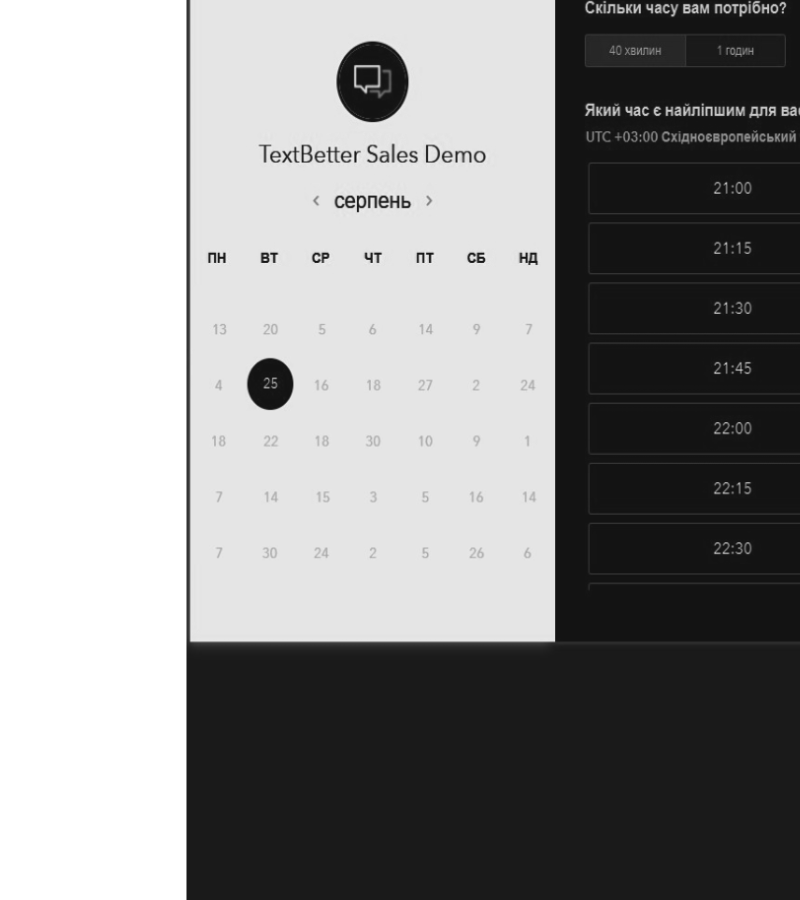 TextBetter Sales Demo
‹ серпень ›
ПН ВТ СР ЧТ ПТ СБ НД
13 20 5 6 14 9 7
4 25 16 18 27 2 24
18 22 18 30 10 9 1
7 14 15 3 5 16 14
7 30 24 2 5 26 6
Скільки часу вам потрібно?
40 хвилин 1 годин
Який час є найліпшим для вас
UTC +03:00 Східноєвропейський
21:00
21:15
21:30
21:45
22:00
22:15
22:30